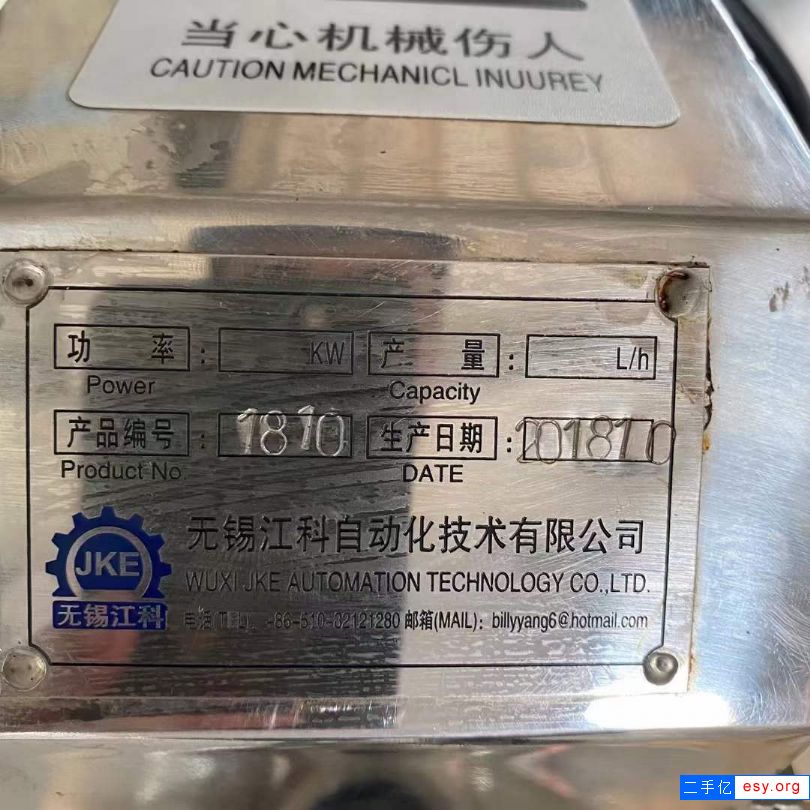 当心机械伤人
CAUTION MECHANICL INUUREY
功 率 : KW 产 量 : L/h
Power Capacity
产品编号 : 1810 生产日期 : 201810
Product No. DATE
JKE
无锡江科
无锡江科自动化技术有限公司
WUXI JKE AUTOMATION TECHNOLOGY CO.,LTD.
电话(TEL): +86-510-82121280 邮箱(MAIL): billyyang6@hotmail.com
二手亿 esy.org